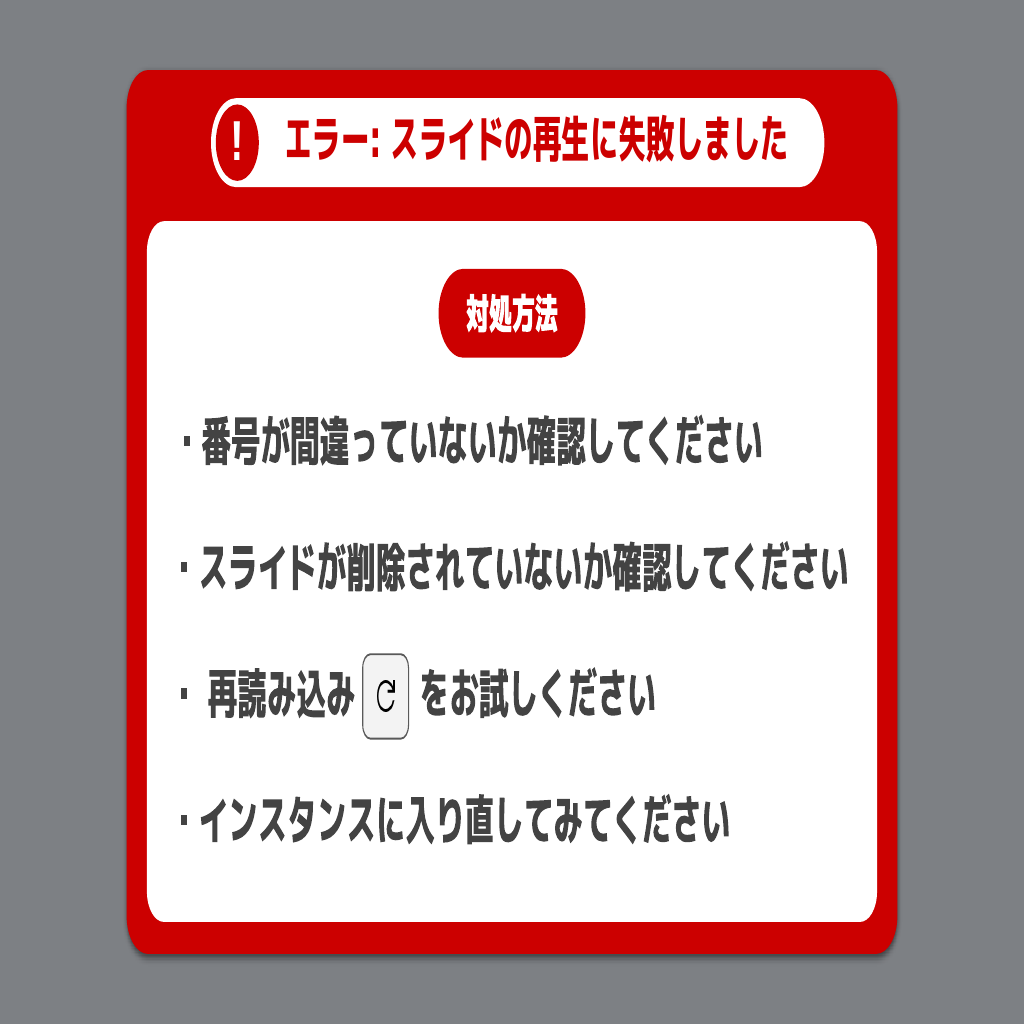 ! エラー: スライドの再生に失敗しました
対処方法
・番号が間違っていないか確認してください
・スライドが削除されていないか確認してください
・ 再読み込み ⟳ をお試しください
・インスタンスに入り直してみてください